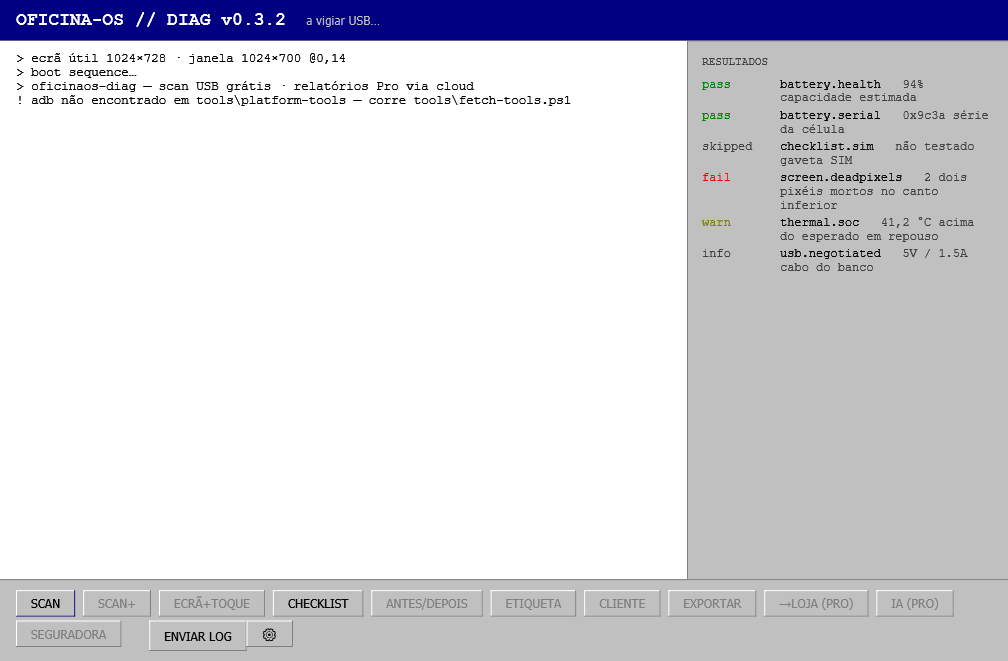 OFICINA-OS // DIAG v0.3.2 a vigiar USB...
> ecrã útil 1024×728 · janela 1024×700 @0,14
> boot sequence…
> oficinaos-diag — scan USB grátis · relatórios Pro via cloud
! adb não encontrado em tools\platform-tools — corre tools\fetch-tools.ps1
RESULTADOS
pass battery.health 94%
capacidade estimada
pass battery.serial 0x9c3a série
da célula
skipped checklist.sim não testado
gaveta SIM
fail screen.deadpixels 2 dois
pixéis mortos no canto
inferior
warn thermal.soc 41,2 °C acima
do esperado em repouso
info usb.negotiated 5V / 1.5A
cabo do banco
SCAN SCAN+ ECRÃ+TOQUE CHECKLIST ANTES/DEPOIS ETIQUETA CLIENTE EXPORTAR →LOJA (PRO) IA (PRO)
SEGURADORA ENVIAR LOG